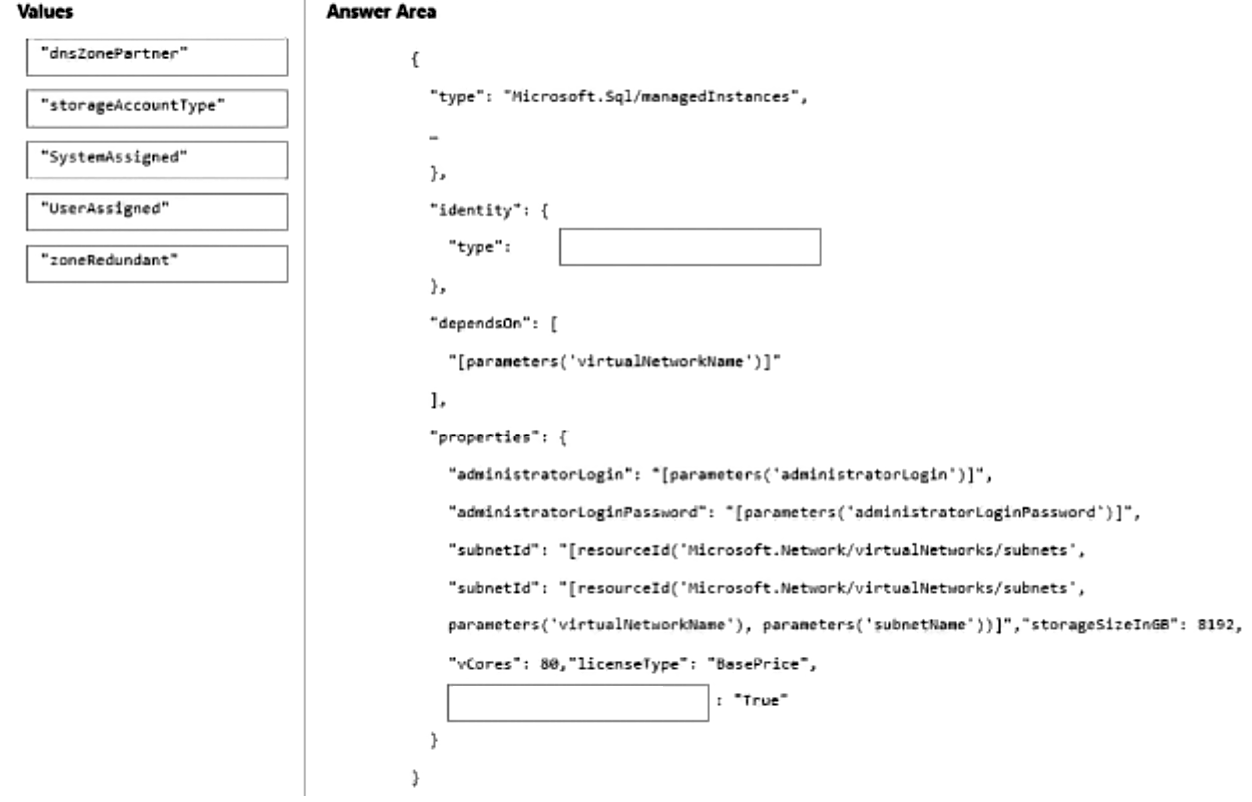 Values
"dnsZonePartner"
"storageAccountType"
"SystemAssigned"
"UserAssigned"
"zoneRedundant"
Answer Area
{
"type": "Microsoft.Sql/managedInstances",
…
},
"identity": {
"type":
},
"dependsOn": [
"[parameters('virtualNetworkName')]"
],
"properties": {
"administratorLogin": "[parameters('administratorLogin')]",
"administratorLoginPassword": "[parameters('administratorLoginPassword')]",
"subnetId": "[resourceId('Microsoft.Network/virtualNetworks/subnets',
"subnetId": "[resourceId('Microsoft.Network/virtualNetworks/subnets',
parameters('virtualNetworkName'), parameters('subnetName'))]","storageSizeInGB": 8192,
"vCores": 80,"licenseType": "BasePrice",
: "True"
}
}